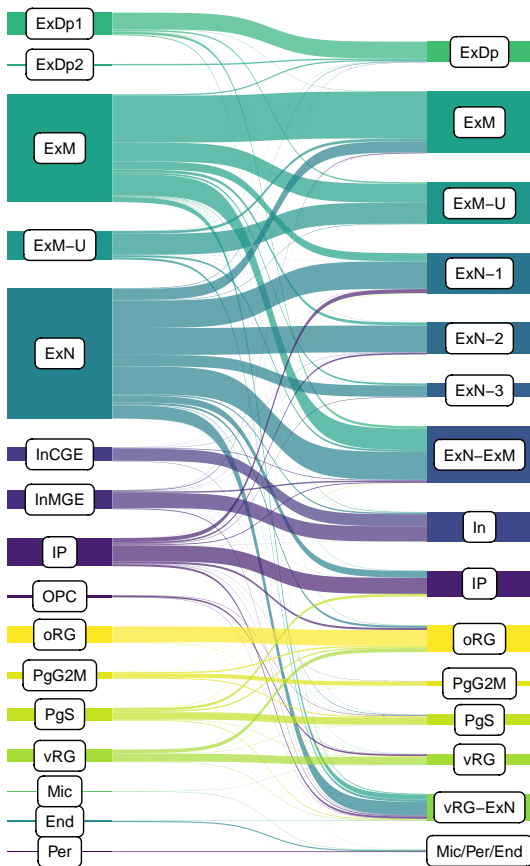 ExDp1
ExDp2
ExM
ExM−U
ExN
InCGE
InMGE
IP
OPC
oRG
PgG2M
PgS
vRG
Mic
End
Per
ExDp
ExM
ExM−U
ExN−1
ExN−2
ExN−3
ExN−ExM
In
IP
oRG
PgG2M
PgS
vRG
vRG−ExN
Mic/Per/End